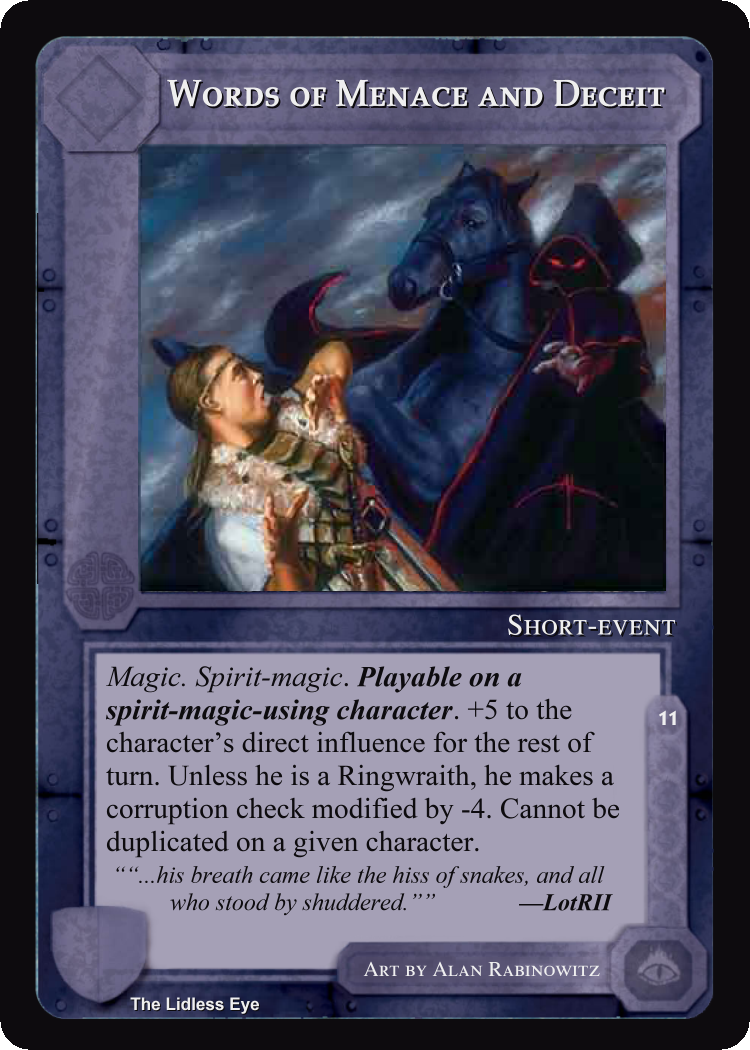 Words of Menace and Deceit
Short-event
Magic. Spirit-magic. Playable on a
spirit-magic-using character. +5 to the
character's direct influence for the rest of
turn. Unless he is a Ringwraith, he makes a
corruption check modified by -4. Cannot be
duplicated on a given character.
11
““...his breath came like the hiss of snakes, and all
who stood by shuddered.”” —LotRII
Art by Alan Rabinowitz
The Lidless Eye